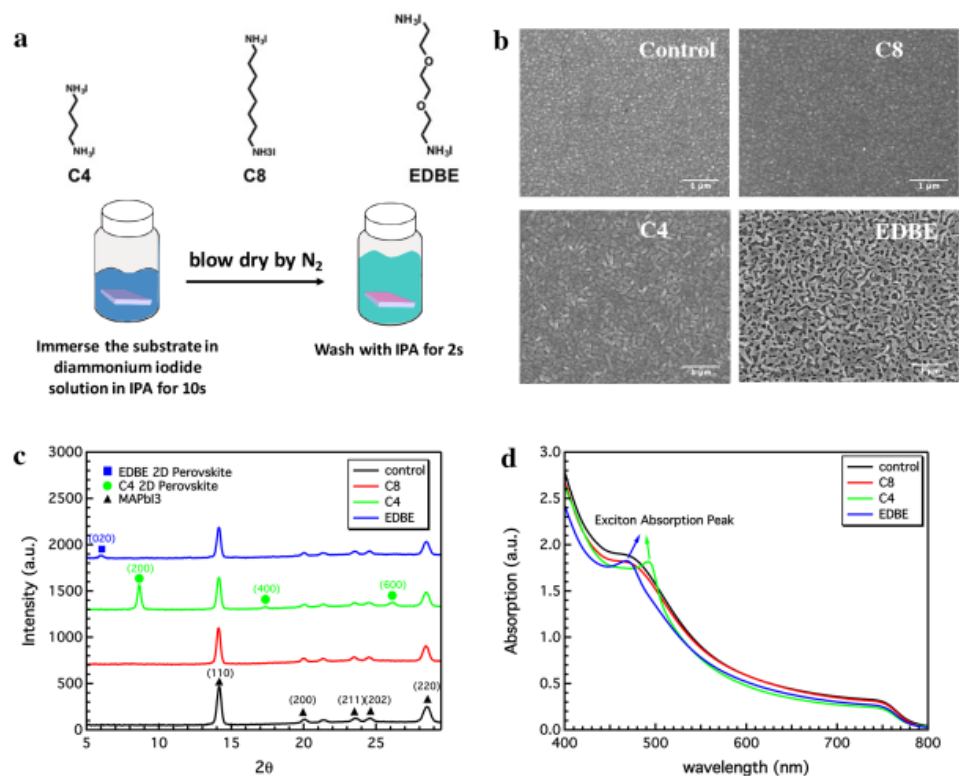 a
NH₃I
NH₃I
C4
NH₃I
NH3I
C8
NH₃I
O
O
NH₃I
EDBE
blow dry by N₂
Immerse the substrate in
diammonium iodide
solution in IPA for 10s
Wash with IPA for 2s
b
Control
1 μm
C8
1 μm
C4
EDBE
c
3000
2500
2000
1500
1000
500
0
Intensity (a.u.)
EDBE 2D Perovskite
C4 2D Perovskite
MAPbI3
control
C8
C4
EDBE
(020)
(200)
(400)
(600)
(110)
(200)
(211)(202)
(220)
5
10
15
20
25
2θ
d
3.0
2.5
2.0
1.5
1.0
0.5
0.0
Absorption (a.u.)
Exciton Absorption Peak
control
C8
C4
EDBE
400
500
600
700
800
wavelength (nm)